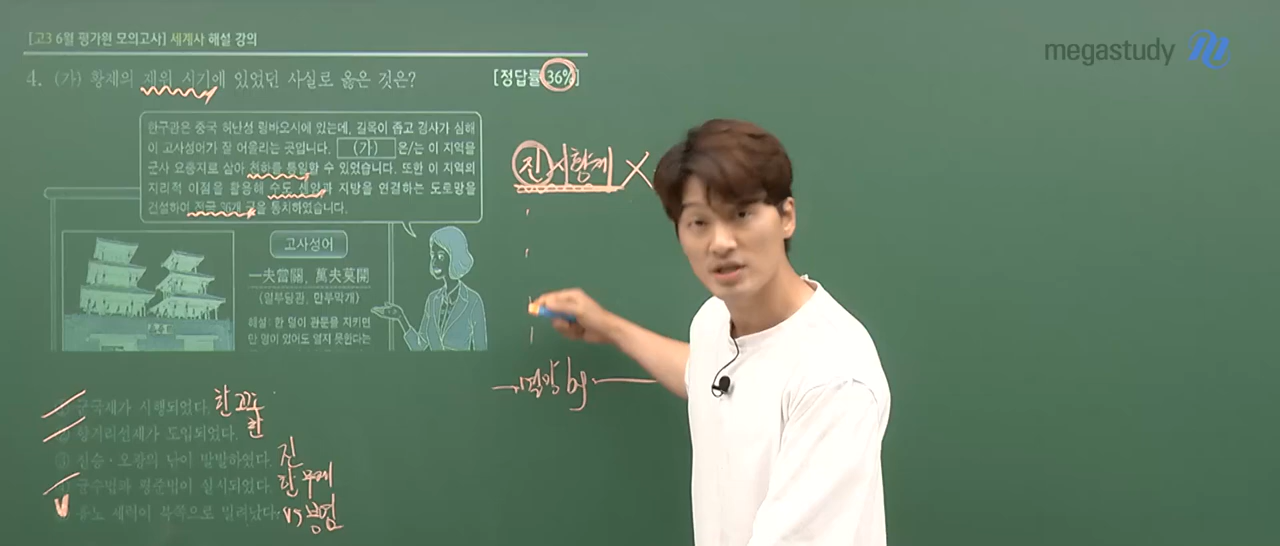 [고3 6월 평가원 모의고사] 세계사 해설 강의
megastudy
4. (가) 황제의 재위 시기에 있었던 사실로 옳은 것은?
[정답률 36%]
한구관은 중국 허난성 링바오시에 있는데, 길목이 좁고 경사가 심해
이 고사성어가 잘 어울리는 곳입니다. (가) 은/는 이 지역을
군사 요충지로 삼아 천하를 통일할 수 있었습니다. 또한 이 지역의
지리적 이점을 활용해 수도 셴양과 지방을 연결하는 도로망을
건설하여 전국 36개 군을 통치하였습니다.
고사성어
一夫當關, 萬夫莫開
(일부당관, 만부막개)
해설: 한 명이 관문을 지키면
만 명이 있어도 열지 못한다는
진시황제 X
멸망 by
① 군국제가 시행되었다. 한 고조
② 향거리선제가 도입되었다. 한
③ 진승·오광의 난이 발발하였다. 진
④ 균수법과 평준법이 실시되었다. 한 무제
⑤ 흉노 세력이 북쪽으로 밀려났다. vs 몽염